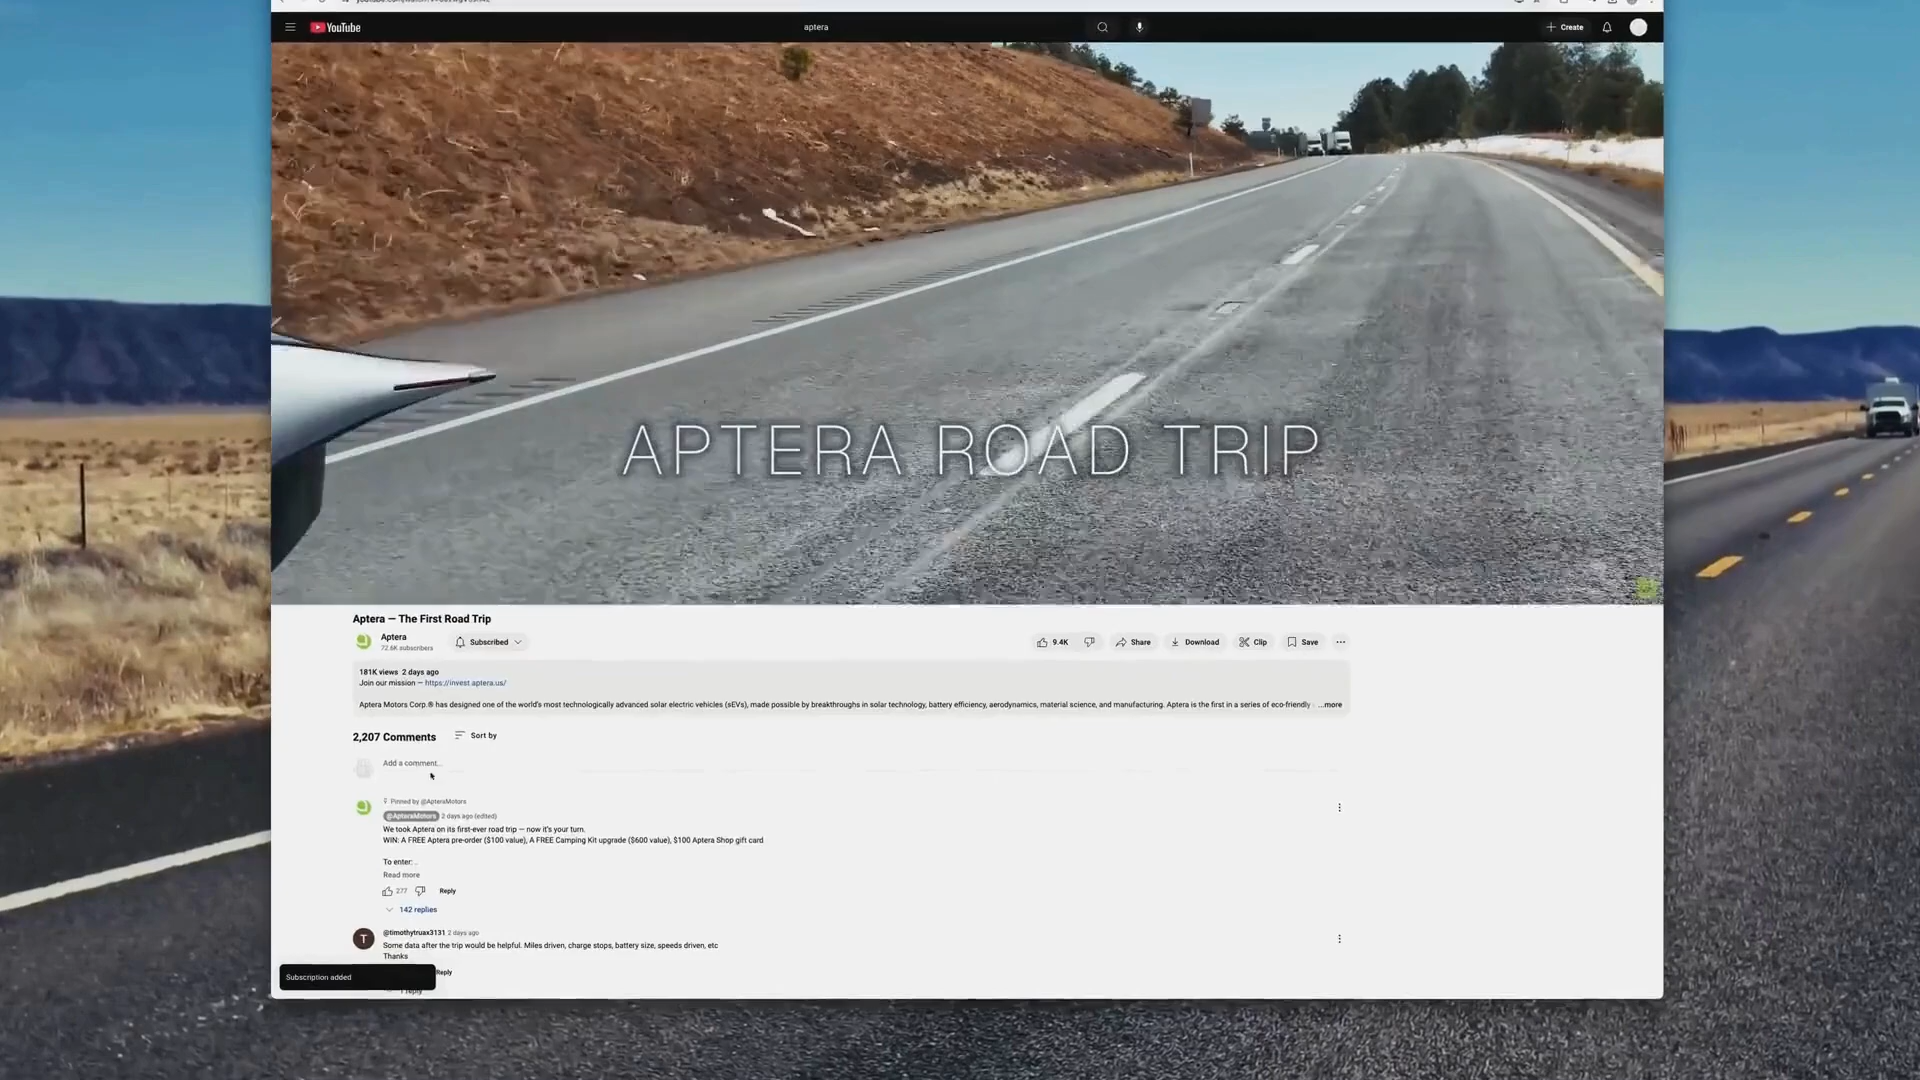 YouTube
aptera
Create
APTERA ROAD TRIP
Aptera — The First Road Trip
Aptera
72.6K subscribers
Subscribed
9.4K
Share
Download
Clip
Save
181K views 2 days ago
Join our mission — https://invest.aptera.us/
Aptera Motors Corp.® has designed one of the world's most technologically advanced solar electric vehicles (sEVs), made possible by breakthroughs in solar technology, battery efficiency, aerodynamics, material science, and manufacturing. Aptera is the first in a series of eco-friendly ...more
2,207 Comments
Sort by
Add a comment...
Pinned by @ApteraMotors
@ApteraMotors 2 days ago (edited)
We took Aptera on its first-ever road trip — now it's your turn.
WIN: A FREE Aptera pre-order ($100 value), A FREE Camping Kit upgrade ($600 value), $100 Aptera Shop gift card
To enter: .
Read more
277
Reply
142 replies
T
@timothytruax3131 2 days ago
Some data after the trip would be helpful. Miles driven, charge stops, battery size, speeds driven, etc
Thanks
Reply
Subscription added
1 reply